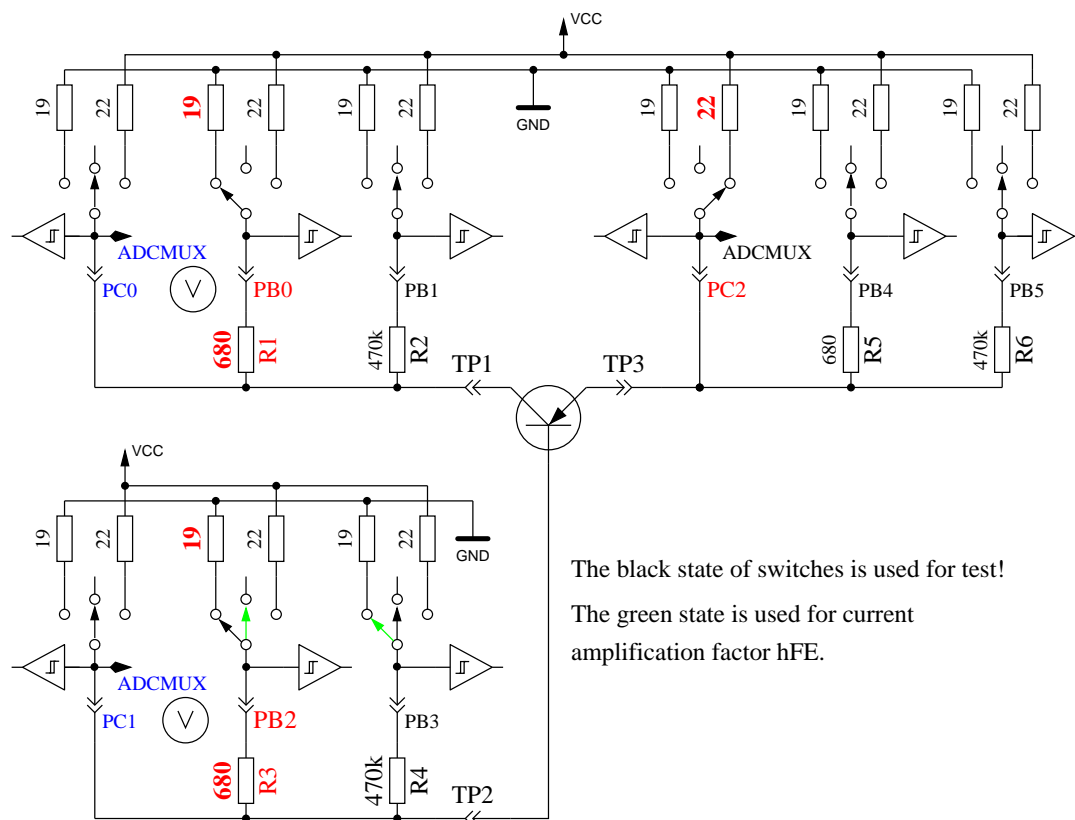 VCC
19
22
19
22
19
22
GND
19
22
19
22
19
22
ADCMUX
ADCMUX
PC0
V
PB0
PB1
PC2
PB4
PB5
680
R1
470k
R2
680
R5
470k
R6
TP1
TP3
VCC
19
22
19
22
19
22
GND
The black state of switches is used for test!
The green state is used for current
amplification factor hFE.
ADCMUX
PC1
V
PB2
PB3
680
R3
470k
R4
TP2